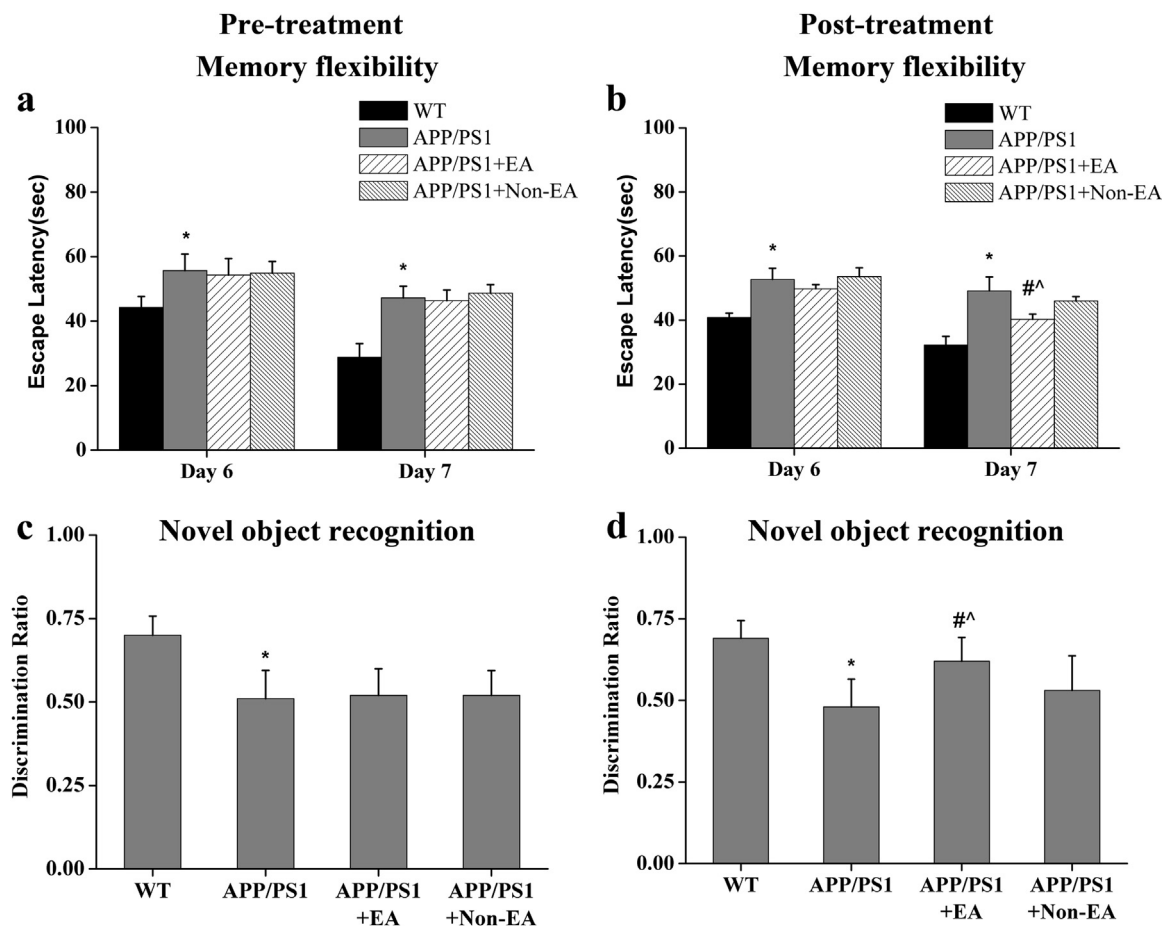 Pre-treatment
Memory flexibility
a
WT
APP/PS1
APP/PS1+EA
APP/PS1+Non-EA
Escape Latency(sec)
100
80
60
40
20
0
*
*
Day 6
Day 7
Post-treatment
Memory flexibility
b
WT
APP/PS1
APP/PS1+EA
APP/PS1+Non-EA
Escape Latency(sec)
100
80
60
40
20
0
*
*
#^
Day 6
Day 7
c
Novel object recognition
Discrimination Ratio
1.00
0.75
0.50
0.25
0.00
*
WT
APP/PS1
APP/PS1
+EA
APP/PS1
+Non-EA
d
Novel object recognition
Discrimination Ratio
1.00
0.75
0.50
0.25
0.00
*
#^
WT
APP/PS1
APP/PS1
+EA
APP/PS1
+Non-EA